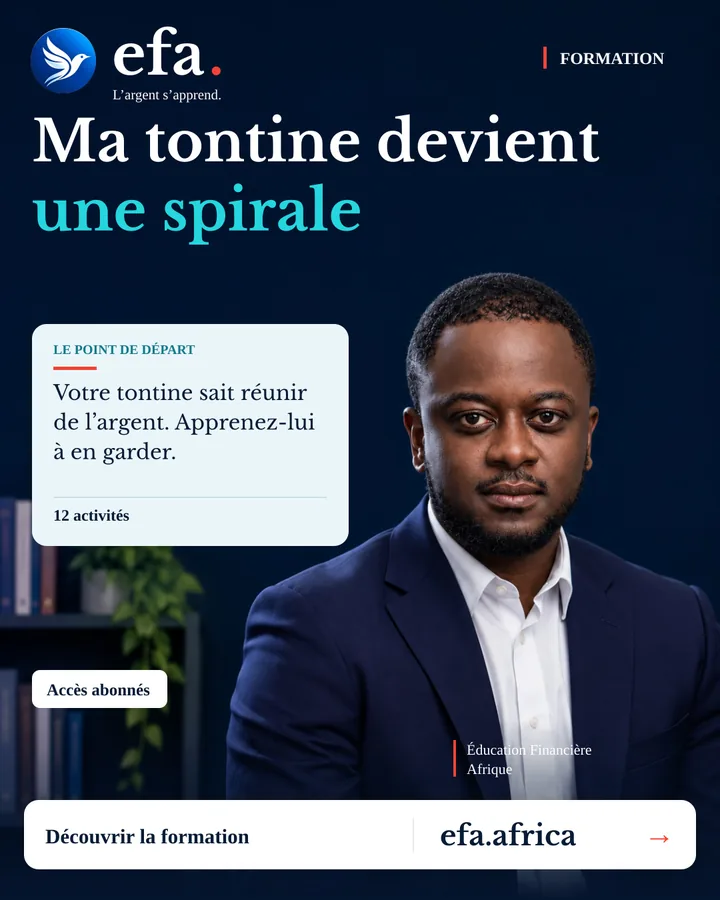 efa.
L’argent s’apprend.
FORMATION
Ma tontine devient
une spirale
LE POINT DE DÉPART
Votre tontine sait réunir
de l’argent. Apprenez-lui
à en garder.
12 activités
Accès abonnés
Éducation Financière
Afrique
Découvrir la formation
efa.africa →